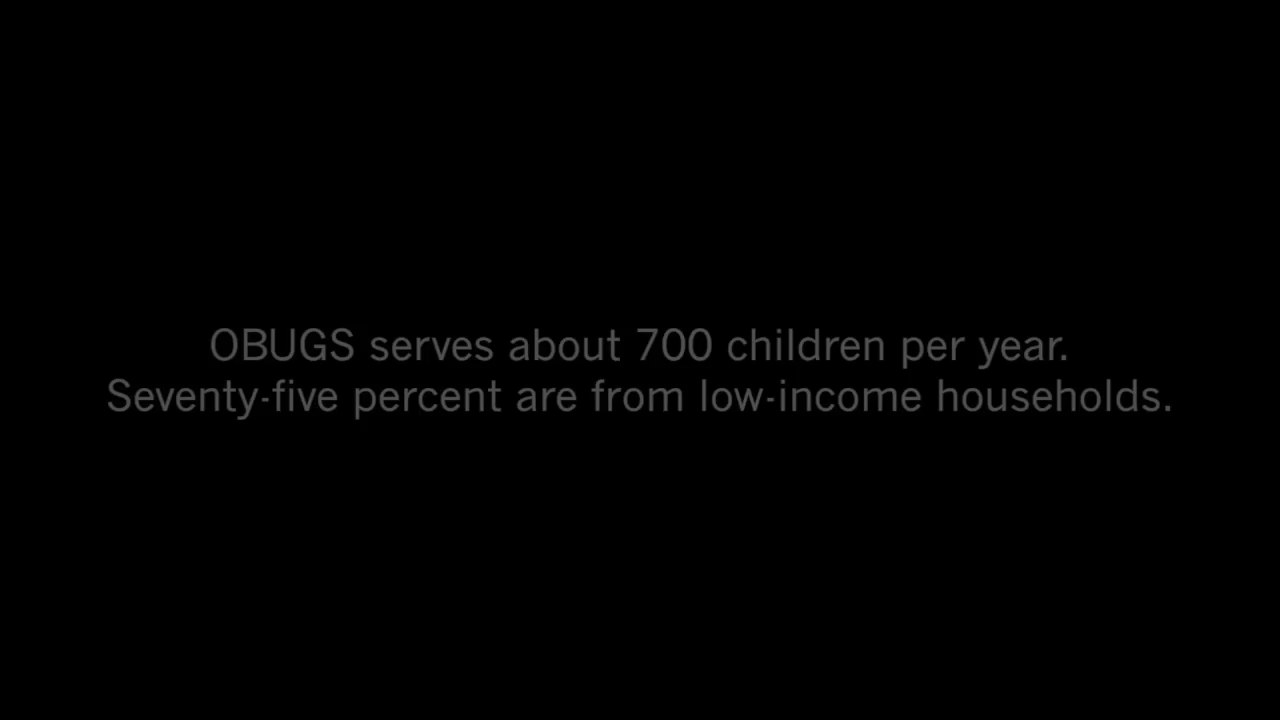 OBUGS serves about 700 children per year.
Seventy-five percent are from low-income households.